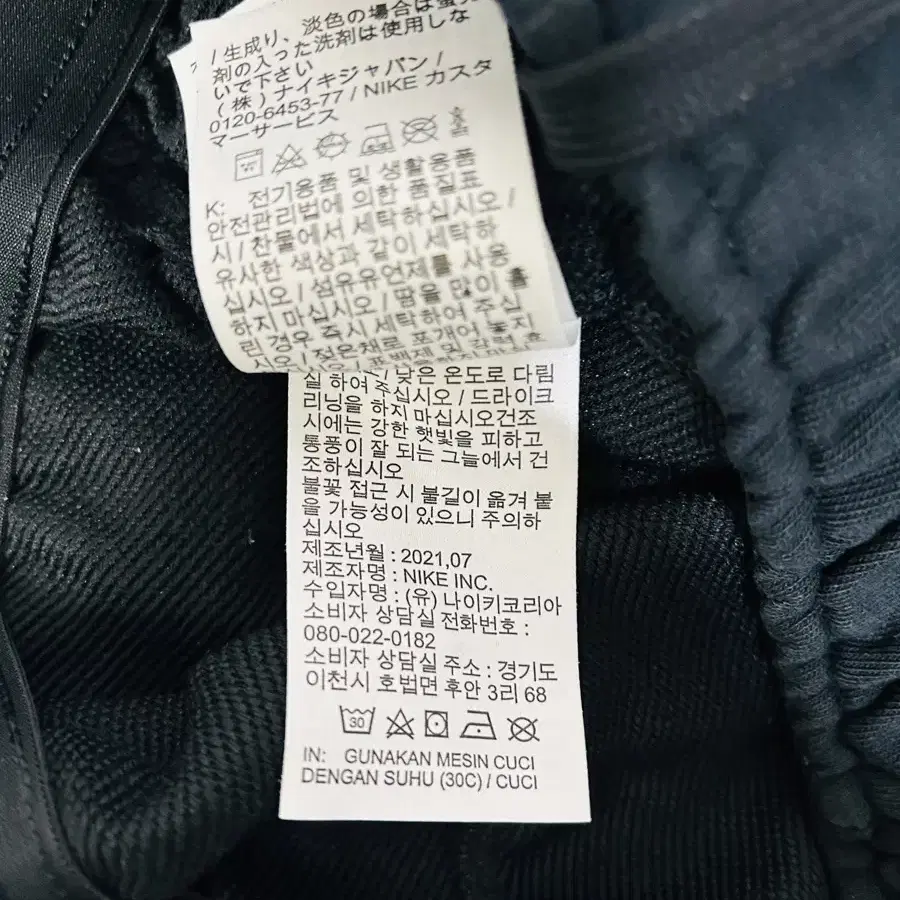 / 生成り、淡色の場合は蛍光
剤の入った洗剤は使用しな
いで下さい
(株) ナイキジャパン /
0120-6453-77 / NIKE カスタ
マーサービス
K: 전기용품 및 생활용품
안전관리법에 의한 품질표
시 / 찬물에서 세탁하십시오 /
유사한 색상과 같이 세탁하
십시오 / 섬유유연제를 사용
하지 마십시오 / 땀을 많이 흘
린 경우 즉시 세탁하여 주십
시오 / 젖은채로 포개어 놓지
/ 낮은 온도로 다림
질 하여 주십시오 / 드라이크
리닝을 하지 마십시오건조
시에는 강한 햇빛을 피하고
통풍이 잘 되는 그늘에서 건
조하십시오
불꽃 접근 시 불길이 옮겨 붙
을 가능성이 있으니 주의하
십시오
제조년월 : 2021,07
제조자명 : NIKE INC.
수입자명 : (유) 나이키코리아
소비자 상담실 전화번호 :
080-022-0182
소비자 상담실 주소 : 경기도
이천시 호법면 후안 3리 68
30
IN: GUNAKAN MESIN CUCI
DENGAN SUHU (30C) / CUCI